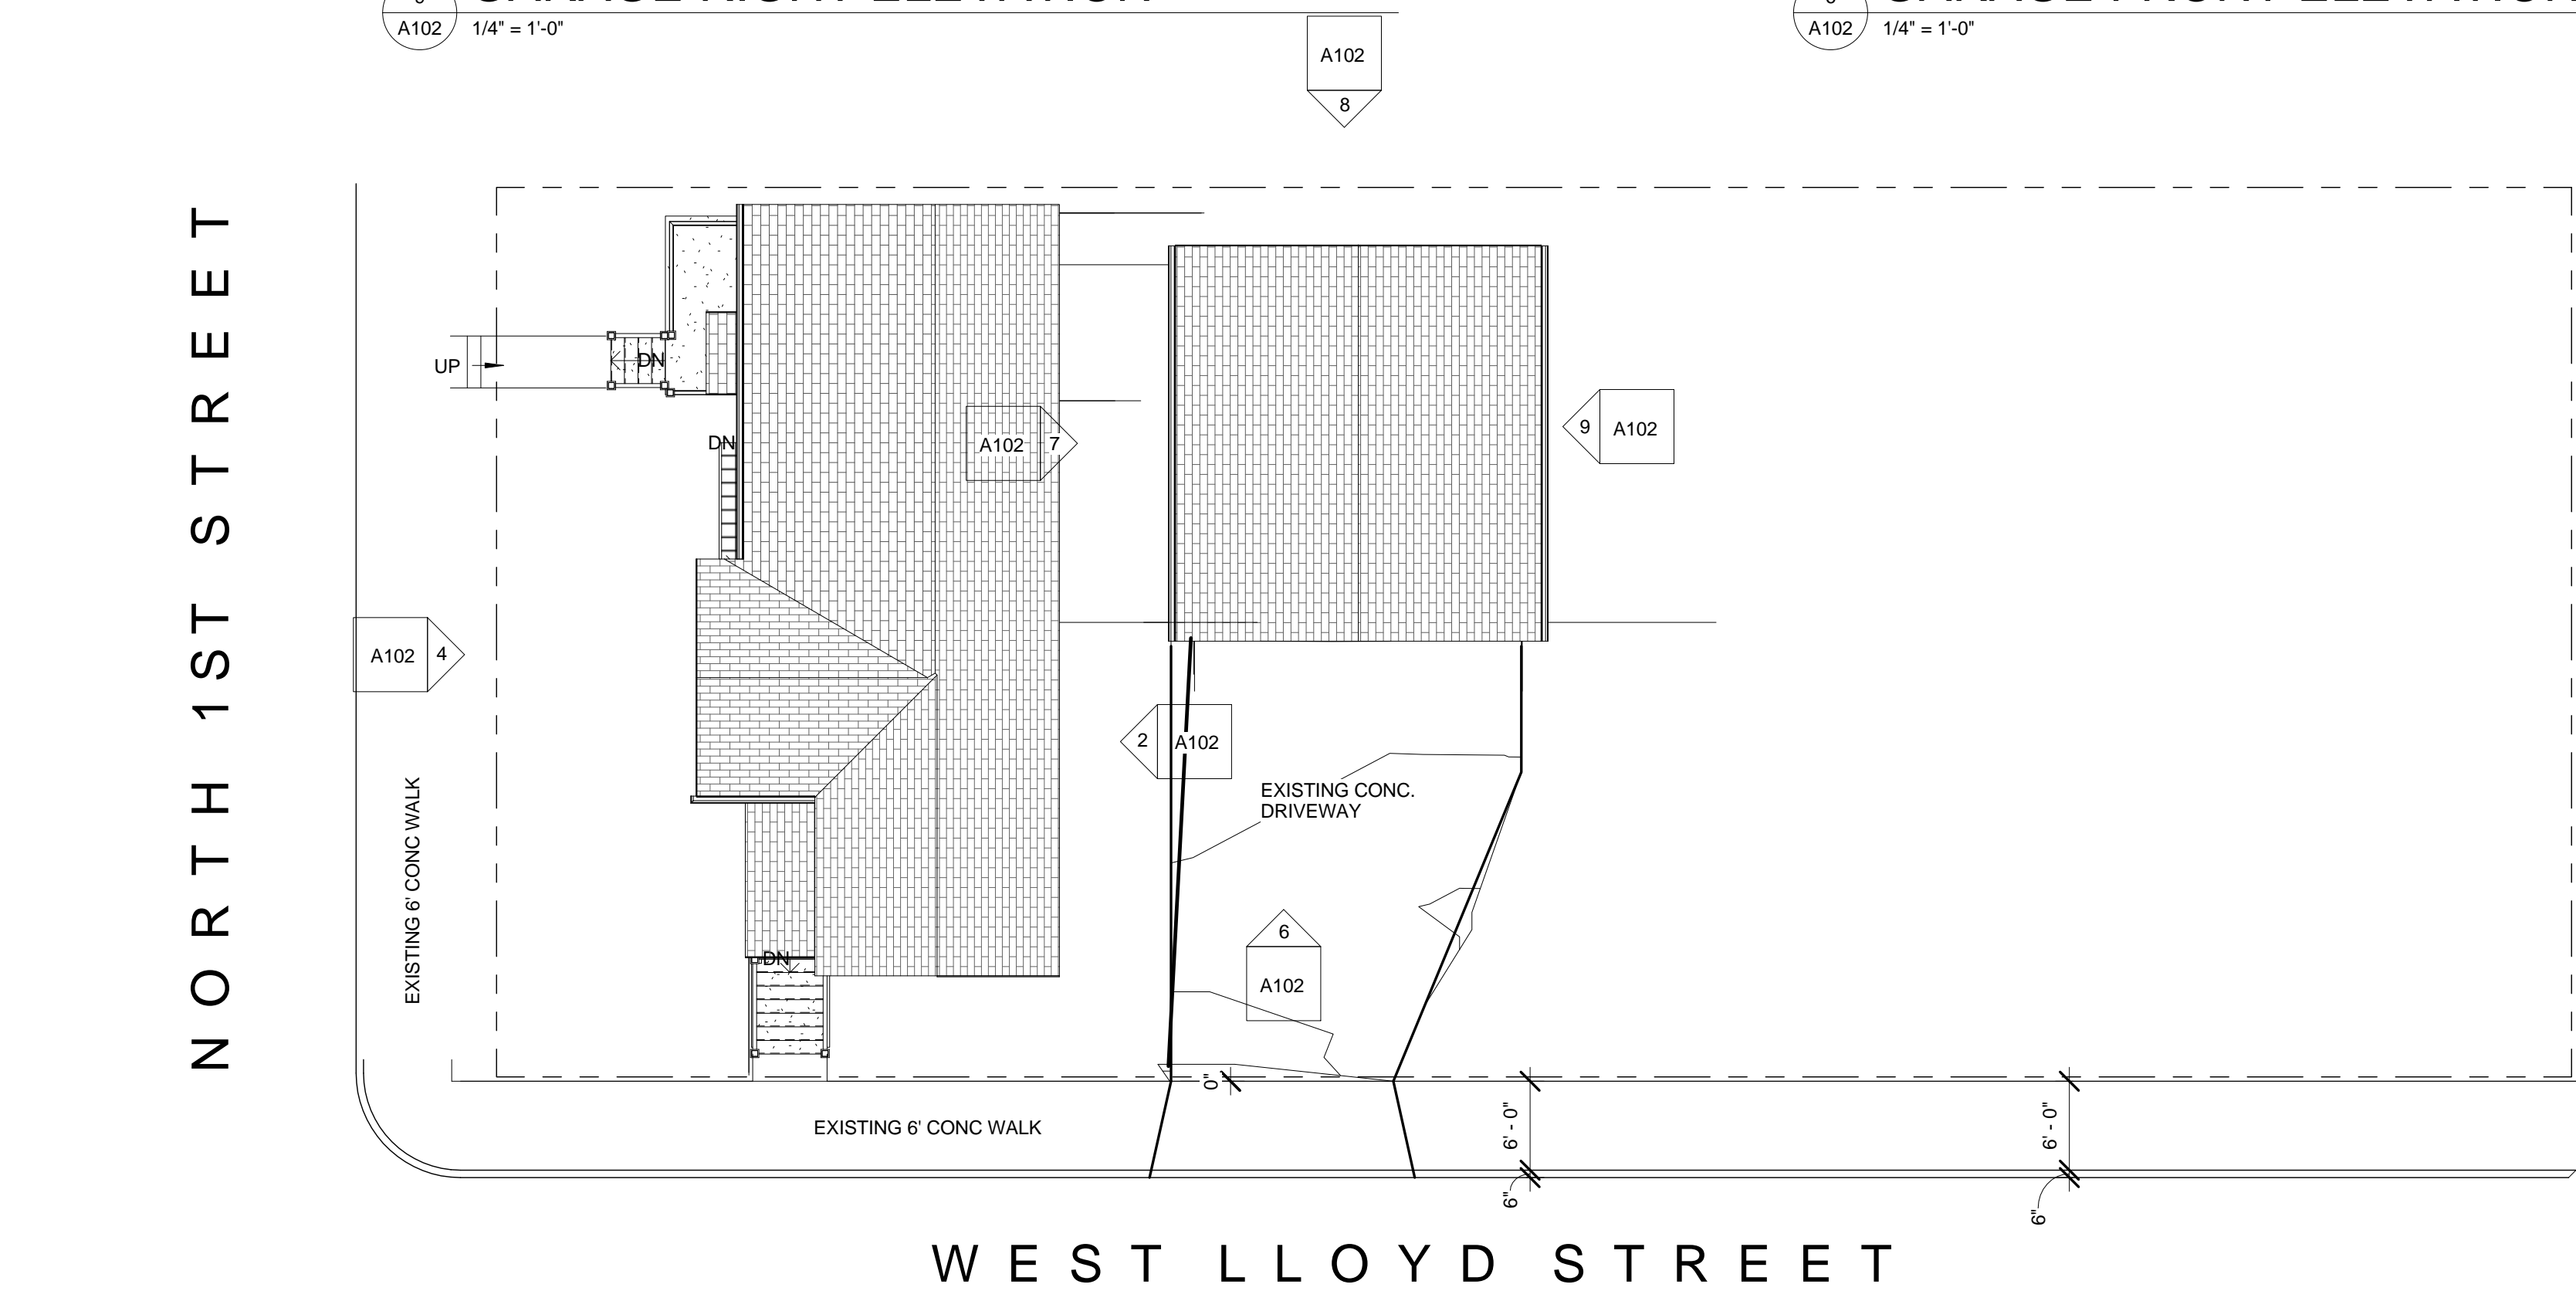 A102
1/4" = 1'-0"
A102
8
A102
1/4" = 1'-0"
NORTH 1ST STREET
UP
DN
DN
A102
7
9
A102
A102
4
2
A102
EXISTING CONC.
DRIVEWAY
EXISTING 6' CONC WALK
6
A102
DN
0"
EXISTING 6' CONC WALK
6' - 0"
6' - 0"
6"
6"
WEST LLOYD STREET